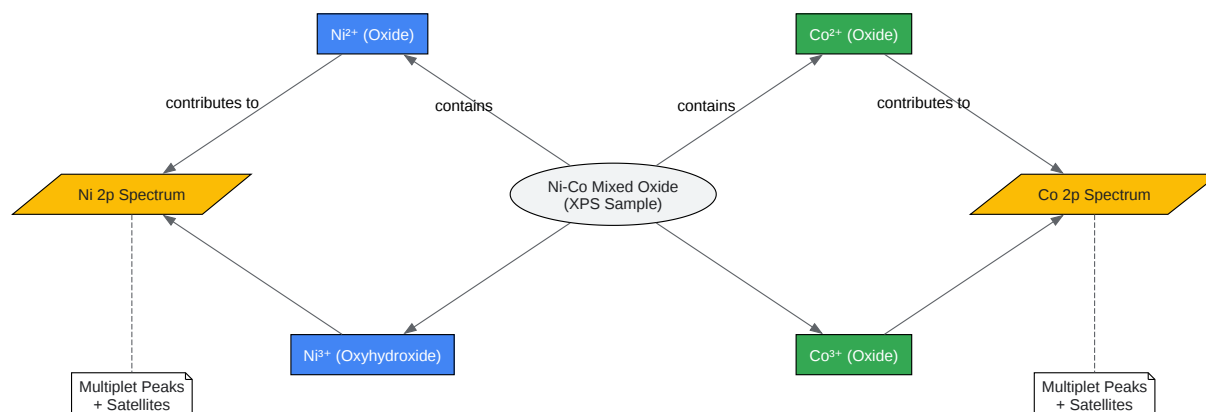 Ni²⁺ (Oxide)
Co²⁺ (Oxide)
contributes to
contains
contains
contributes to
Ni 2p Spectrum
Ni-Co Mixed Oxide
(XPS Sample)
Co 2p Spectrum
Ni³⁺ (Oxyhydroxide)
Co³⁺ (Oxide)
Multiplet Peaks
+ Satellites
Multiplet Peaks
+ Satellites